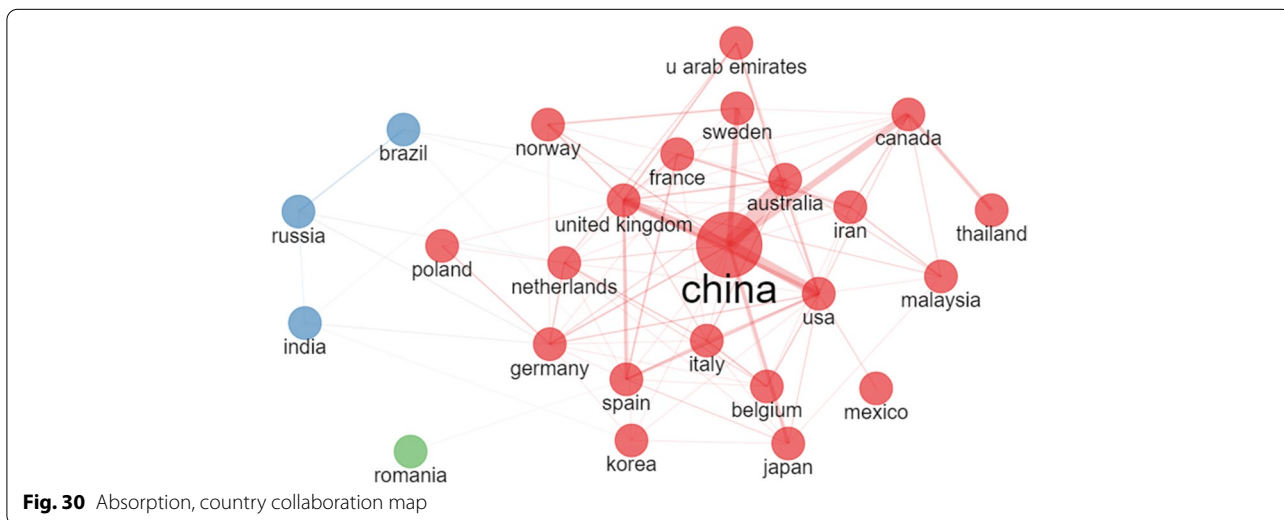 u arab emirates
sweden
canada
brazil
norway
france
australia
united kingdom
iran
thailand
russia
poland
netherlands
china
malaysia
usa
india
germany
italy
spain
belgium
mexico
korea
japan
romania
Fig. 30 Absorption, country collaboration map